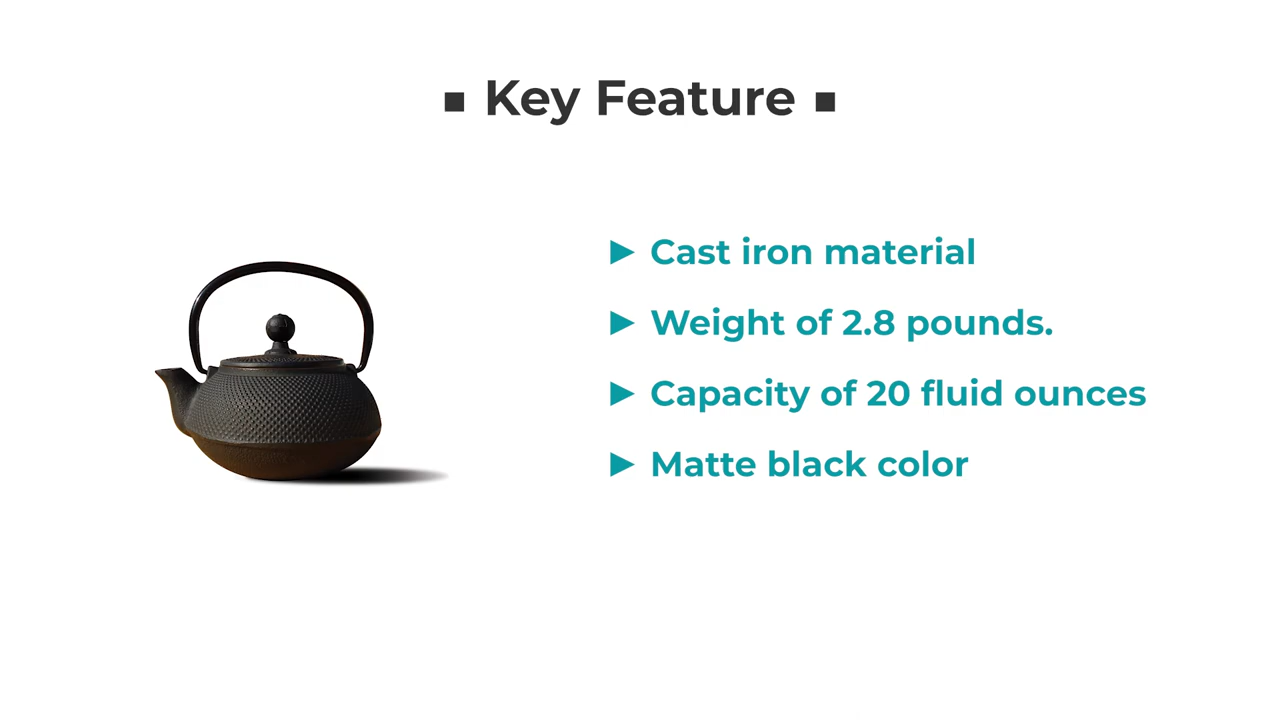 ▪ Key Feature ▪
► Cast iron material
► Weight of 2.8 pounds.
► Capacity of 20 fluid ounces
► Matte black color